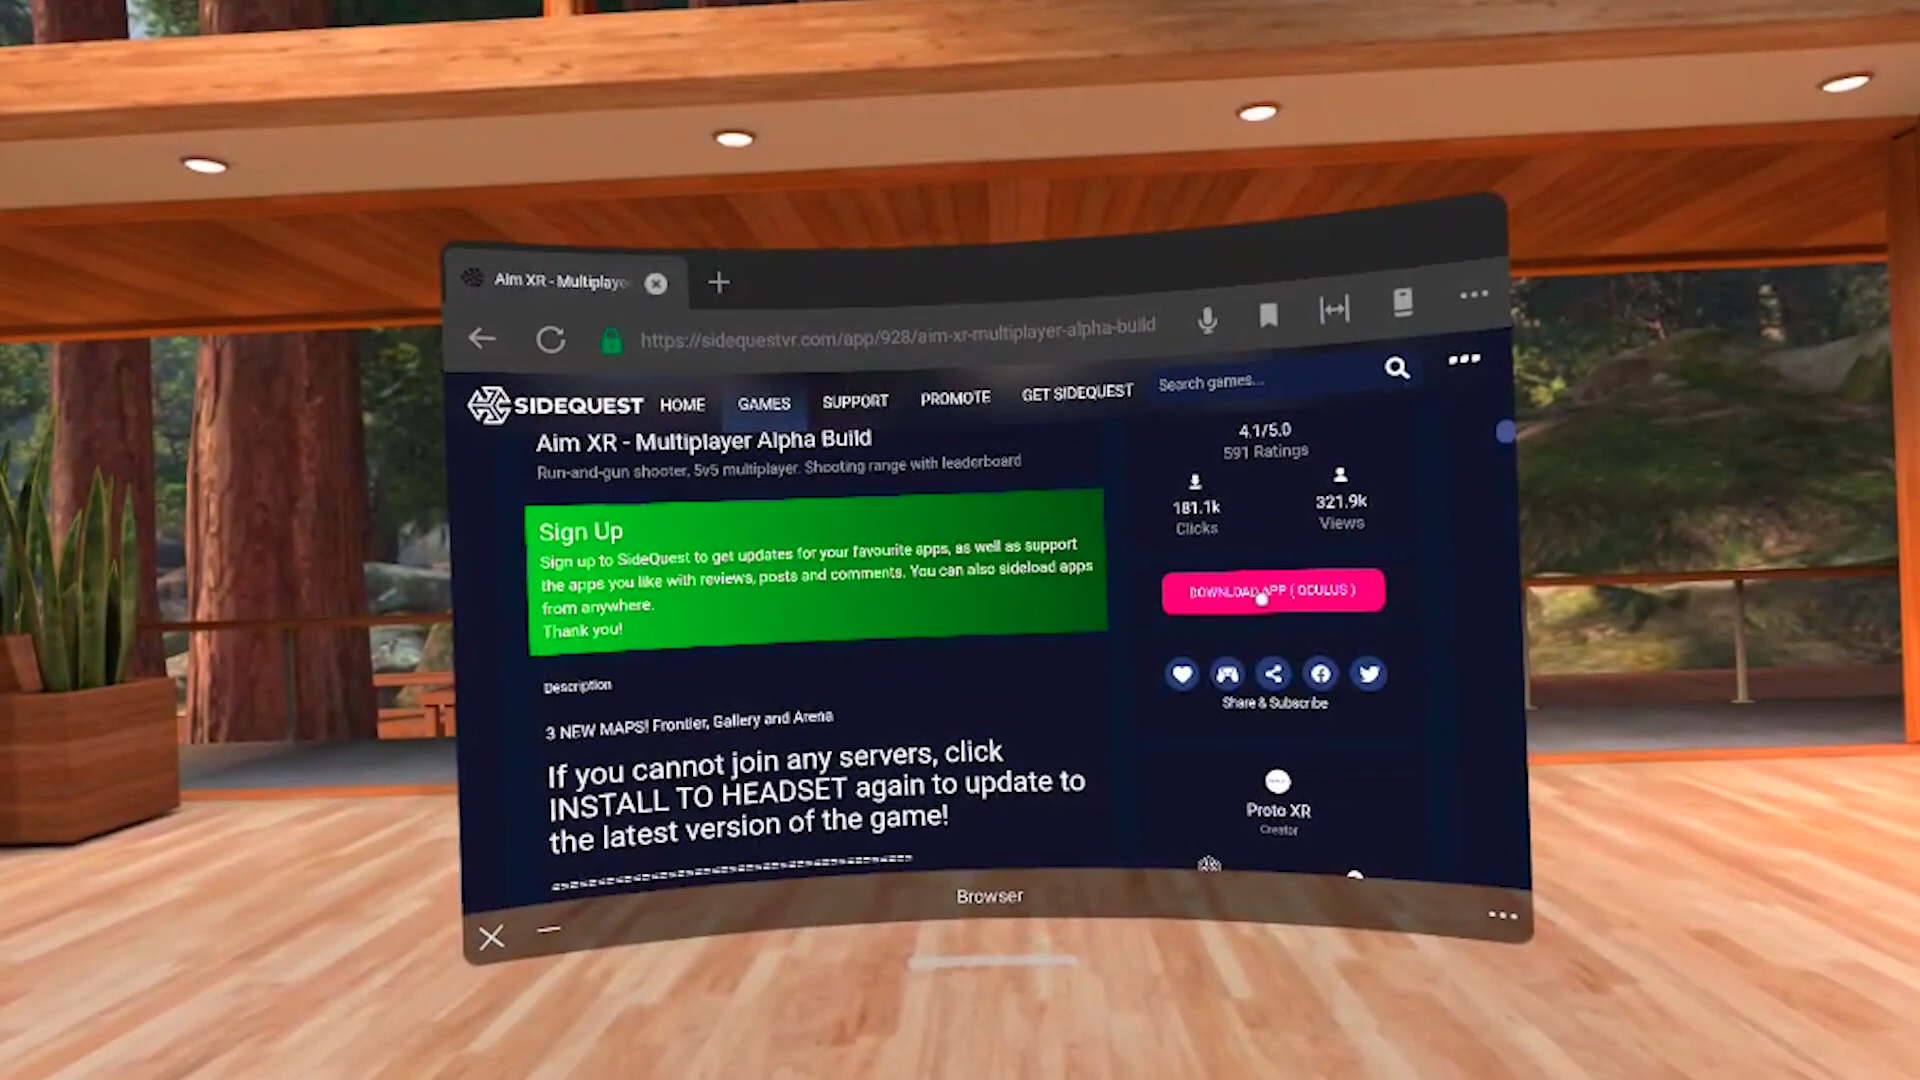 Aim XR - Multiplaye
https://sidequestvr.com/app/928/aim-xr-multiplayer-alpha-build
SIDEQUEST HOME GAMES SUPPORT PROMOTE GET SIDEQUEST Search games...
Aim XR - Multiplayer Alpha Build
Run-and-gun shooter, 5v5 multiplayer. Shooting range with leaderboard
4.1/5.0
591 Ratings
181.1k
Clicks
321.9k
Views
Sign Up
Sign up to SideQuest to get updates for your favourite apps, as well as support
the apps you like with reviews, posts and comments. You can also sideload apps
from anywhere.
Thank you!
DOWNLOAD APP ( OCULUS )
Share & Subscribe
Description
3 NEW MAPS! Frontier, Gallery and Arena
If you cannot join any servers, click
INSTALL TO HEADSET again to update to
the latest version of the game!
Proto XR
Creator
Browser